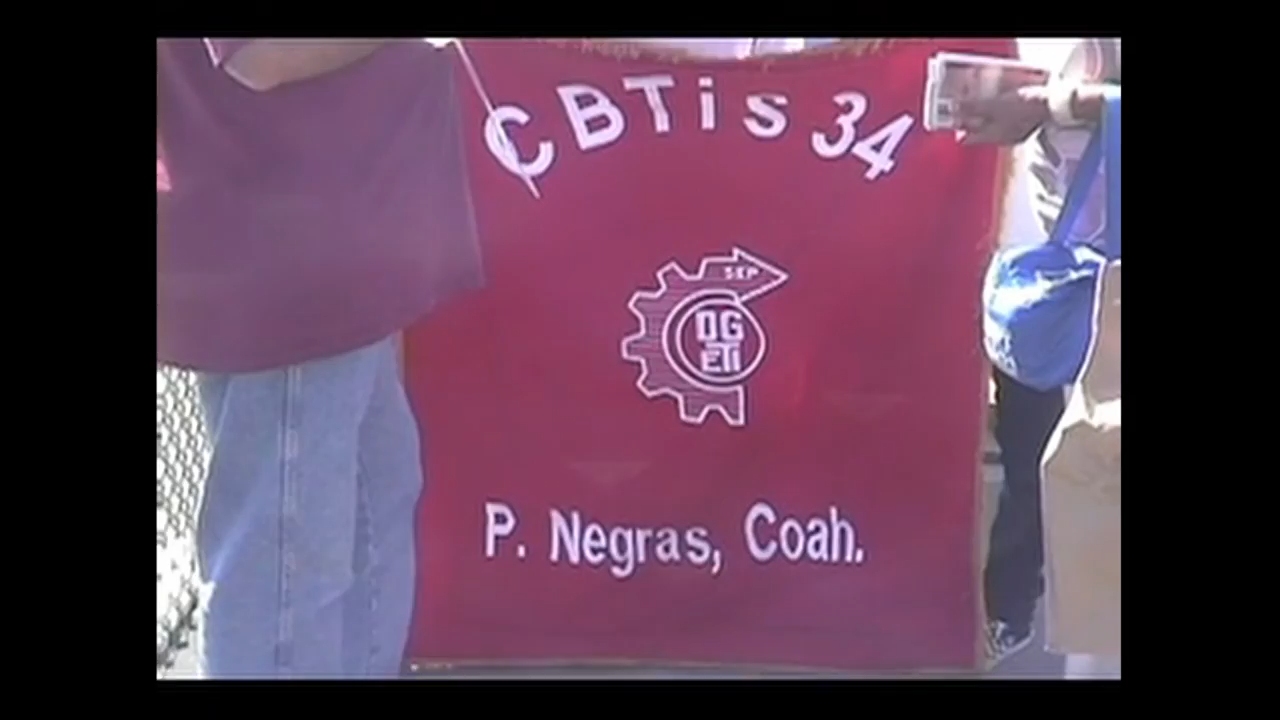 CBTis 34
SEP
DG
ETI
P. Negras, Coah.